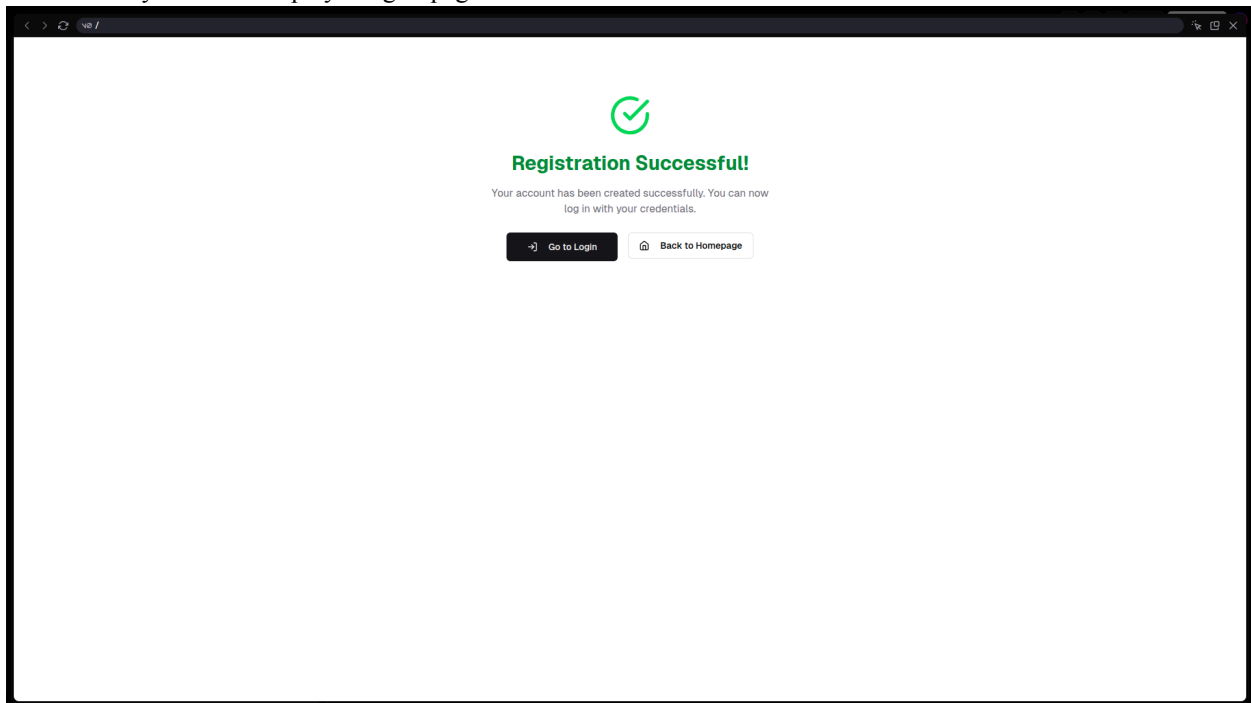 v0 /
Registration Successful!
Your account has been created successfully. You can now
log in with your credentials.
Go to Login
Back to Homepage